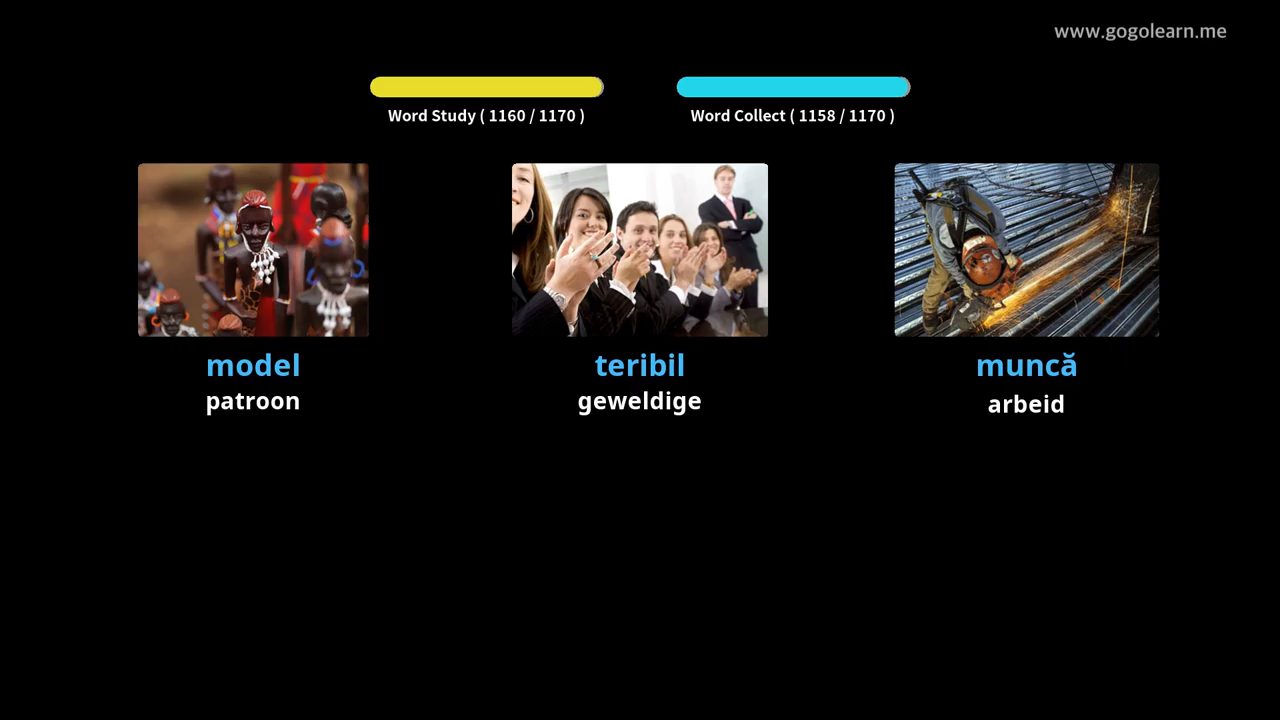 www.gogolearn.me
Word Study ( 1160 / 1170 )
Word Collect ( 1158 / 1170 )
model
patroon
teribil
geweldige
muncă
arbeid